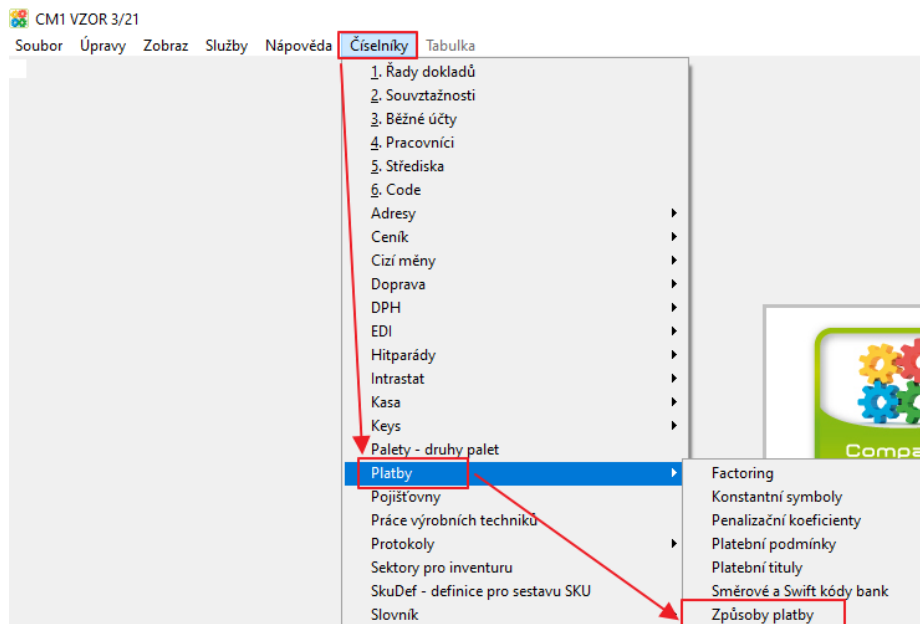 CM1 VZOR 3/21
Soubor Úpravy Zobraz Služby Nápověda Číselníky Tabulka
1. Řady dokladů
2. Souvztažnosti
3. Běžné účty
4. Pracovníci
5. Střediska
6. Code
Adresy
Ceník
Cizí měny
Doprava
DPH
EDI
Hitparády
Intrastat
Kasa
Keys
Palety - druhy palet
Platby
Pojišťovny
Práce výrobních techniků
Protokoly
Sektory pro inventuru
SkuDef - definice pro sestavu SKU
Slovník
Compa
Factoring
Konstantní symboly
Penalizační koeficienty
Platební podmínky
Platební tituly
Směrové a Swift kódy bank
Způsoby platby